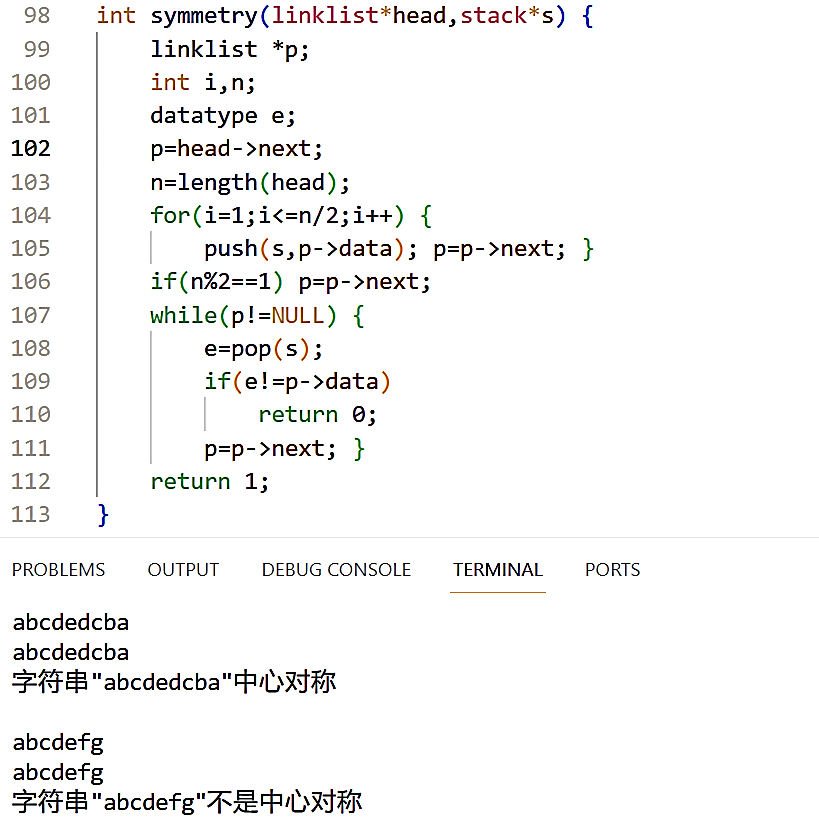 98 int symmetry(linklist*head,stack*s) {
99 linklist *p;
100 int i,n;
101 datatype e;
102 p=head->next;
103 n=length(head);
104 for(i=1;i<=n/2;i++) {
105 push(s,p->data); p=p->next; }
106 if(n%2==1) p=p->next;
107 while(p!=NULL) {
108 e=pop(s);
109 if(e!=p->data)
110 return 0;
111 p=p->next; }
112 return 1;
113 }
PROBLEMS OUTPUT DEBUG CONSOLE TERMINAL PORTS
abcdedcba
abcdedcba
字符串"abcdedcba"中心对称
abcdefg
abcdefg
字符串"abcdefg"不是中心对称